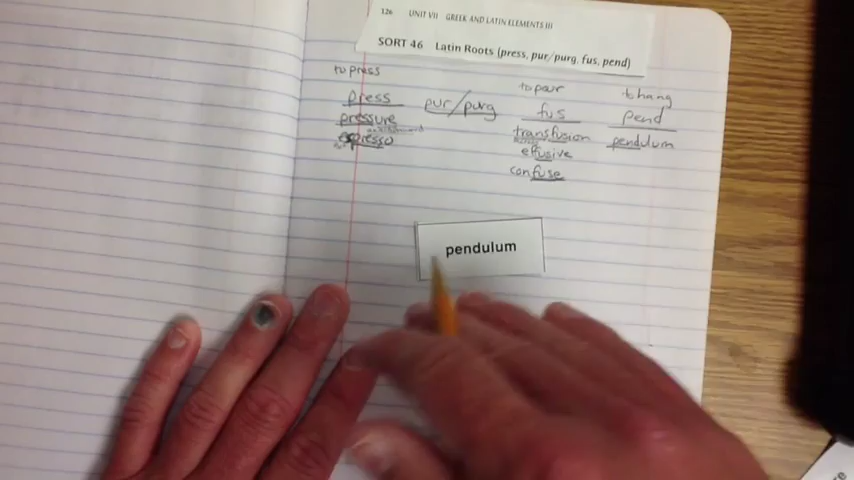 126 UNIT VII GREEK AND LATIN ELEMENTS III
SORT 46 Latin Roots (press, pur/purg, fus, pend)
to press
press
pressure
espresso
pur/purg
to pour
fus
transfusion
effusive
confuse
to hang
pend
pendulum
pendulum